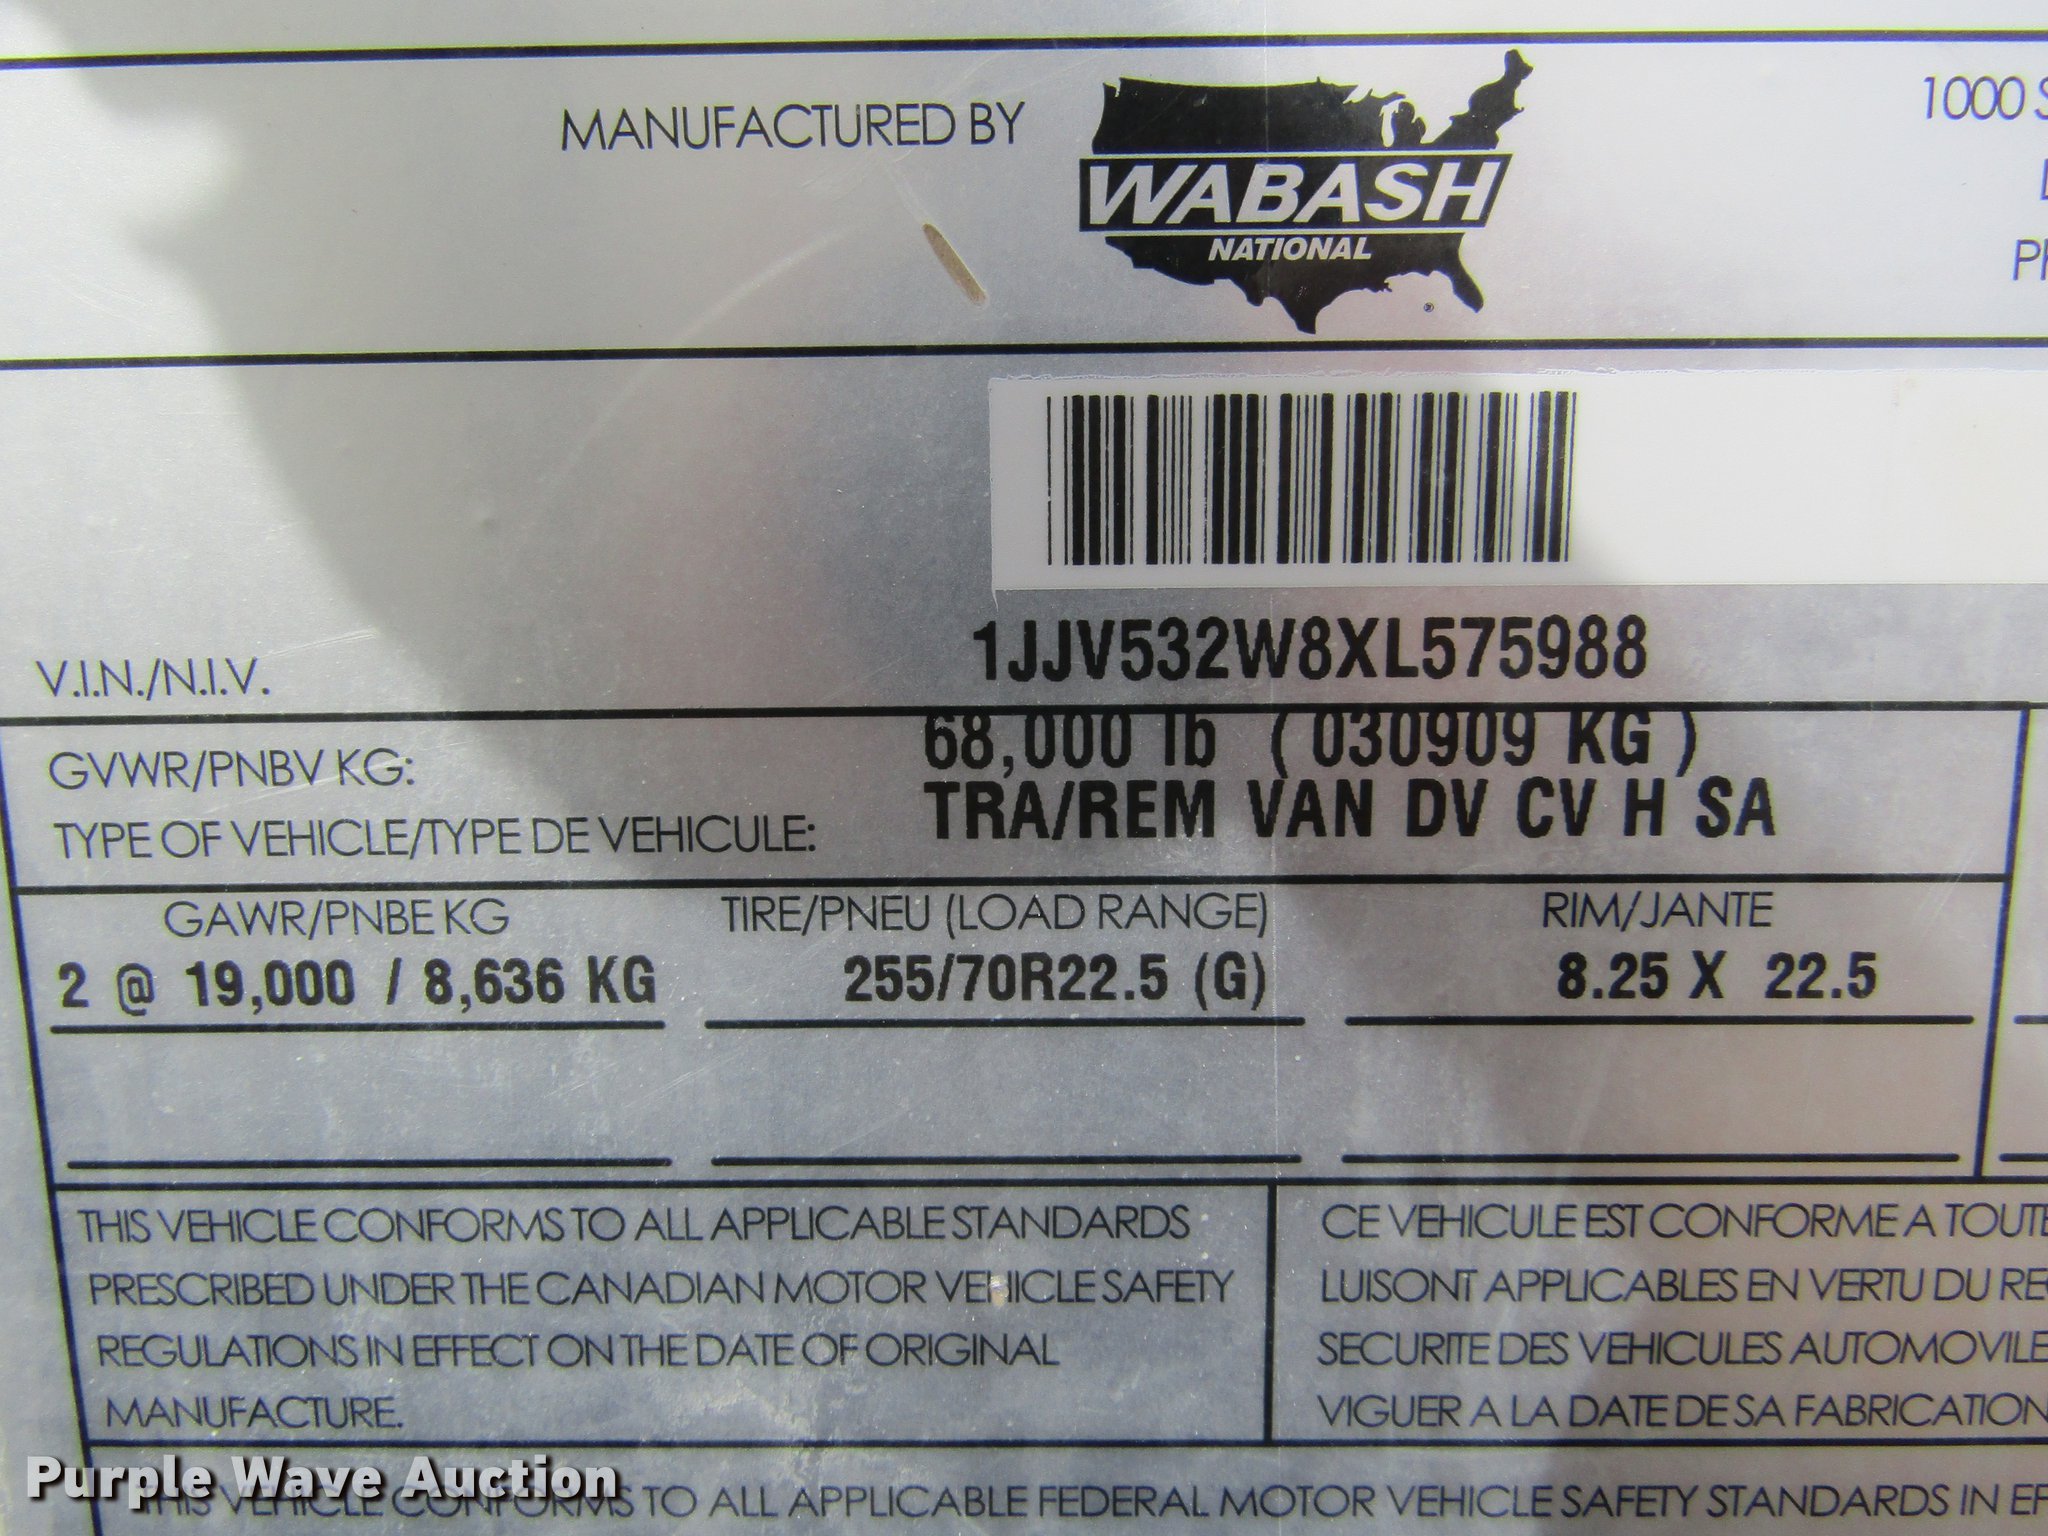 MANUFACTURED BY
WABASH
NATIONAL
1000
1JJV532W8XL575988
V.I.N./N.I.V.
GVWR/PNBV KG: 68,000 lb ( 030909 KG )
TYPE OF VEHICLE/TYPE DE VEHICULE: TRA/REM VAN DV CV H SA
GAWR/PNBE KG TIRE/PNEU (LOAD RANGE) RIM/JANTE
2 @ 19,000 / 8,636 KG 255/70R22.5 (G) 8.25 X 22.5
THIS VEHICLE CONFORMS TO ALL APPLICABLE STANDARDS
PRESCRIBED UNDER THE CANADIAN MOTOR VEHICLE SAFETY
REGULATIONS IN EFFECT ON THE DATE OF ORIGINAL
MANUFACTURE.
CE VEHICULE EST CONFORME A TOUTE
LUI SONT APPLICABLES EN VERTU DU
SECURITE DES VEHICULES AUTOMOVILE
VIGUER A LA DATE DE SA FABRICATION
THIS VEHICLE CONFORMS TO ALL APPLICABLE FEDERAL MOTOR VEHICLE SAFETY STANDARDS IN
Purple Wave Auction